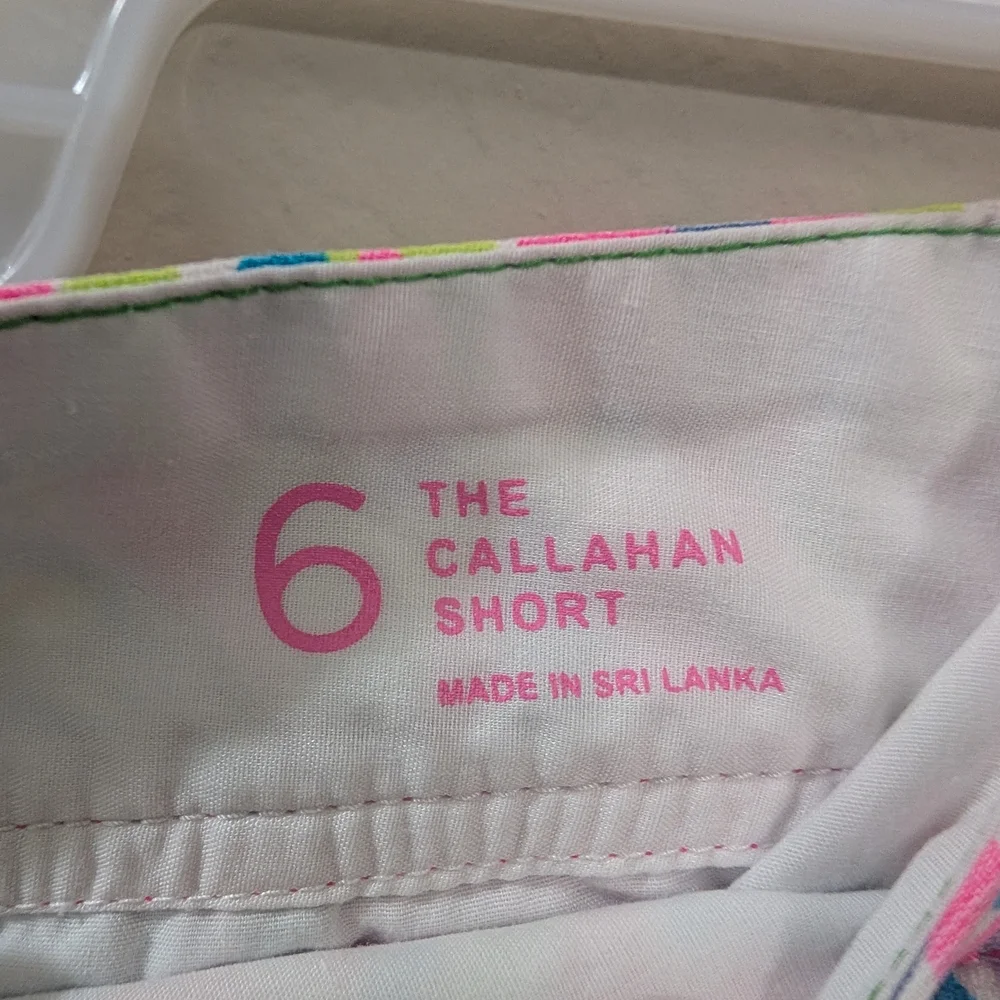 6
THE
CALLAHAN
SHORT
MADE IN SRI LANKA